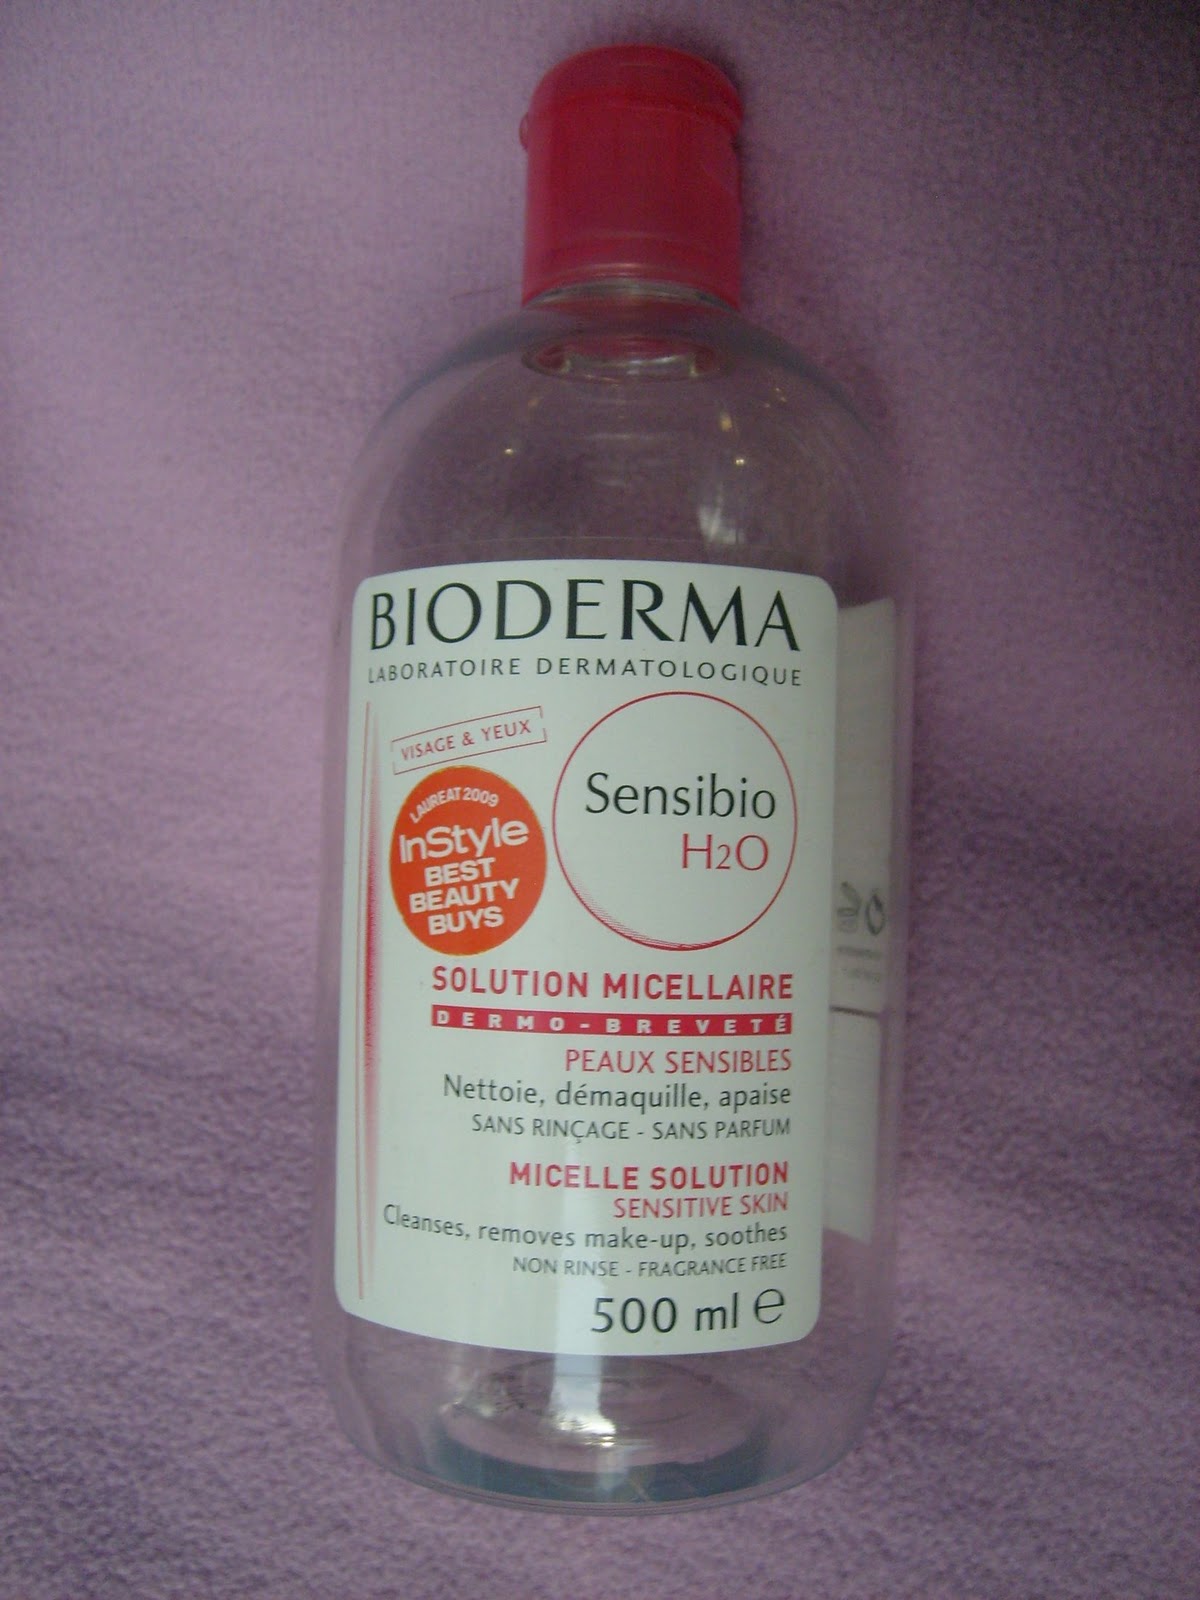 BIODERMA
LABORATOIRE DERMATOLOGIQUE
VISAGE & YEUX
LAUREAT 2009
InStyle
BEST
BEAUTY
BUYS
Sensibio
H2O
SOLUTION MICELLAIRE
DERMO-BREVETÉ
PEAUX SENSIBLES
Nettoie, démaquille, apaise
SANS RINÇAGE - SANS PARFUM
MICELLE SOLUTION
SENSITIVE SKIN
Cleanses, removes make-up, soothes
NON RINSE - FRAGRANCE FREE
500 ml e